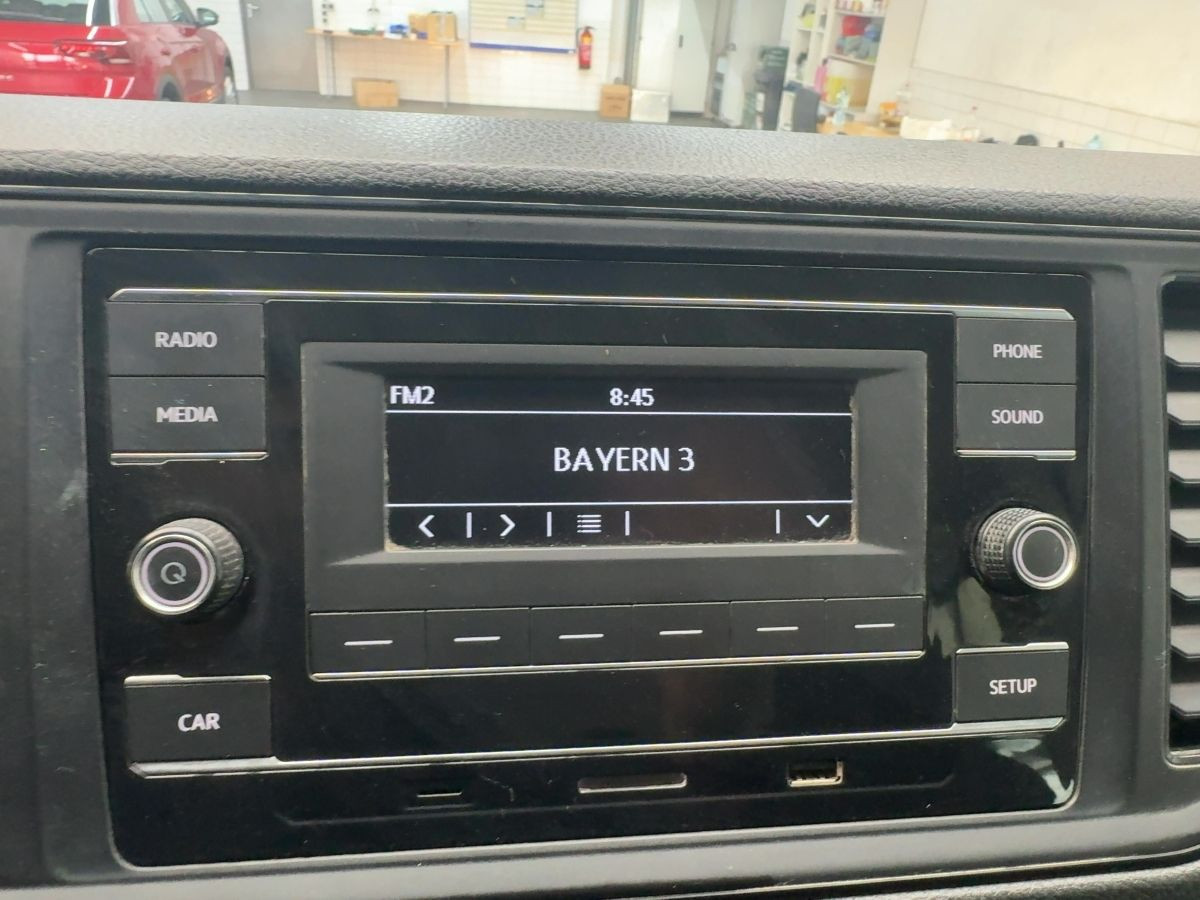 RADIO
MEDIA
FM2 8:45
BAYERN 3
PHONE
SOUND
CAR
SETUP